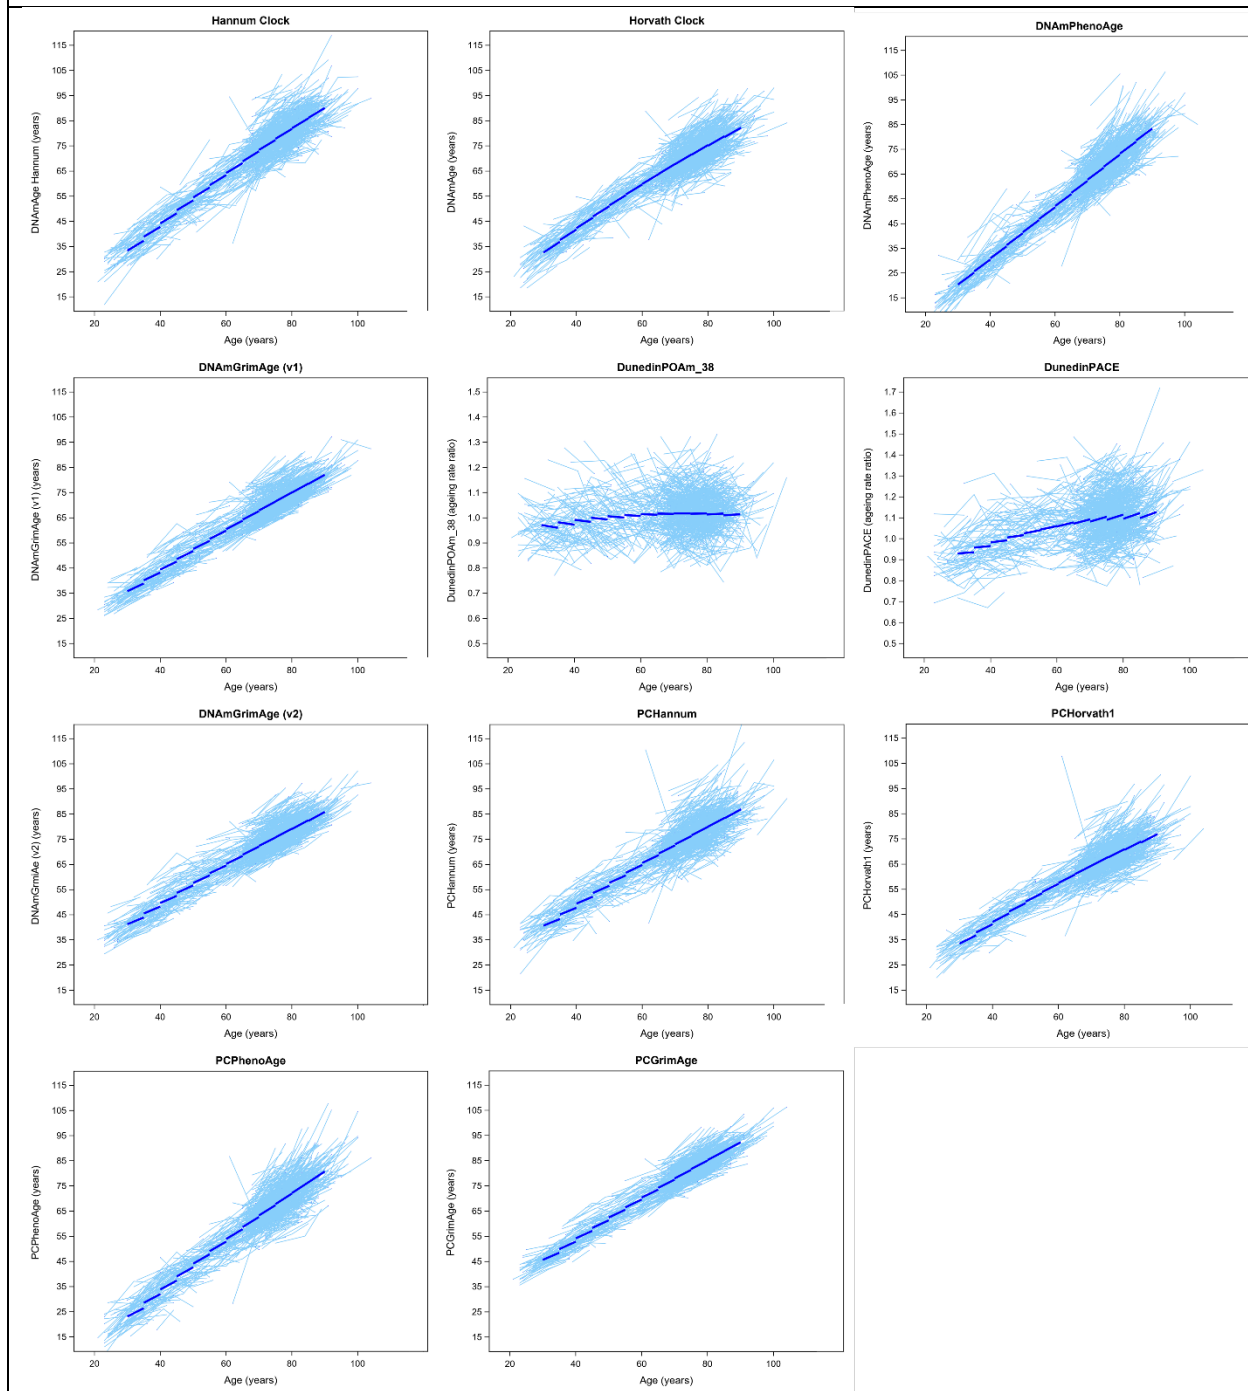 Hannum Clock
115
105
95
85
75
65
55
45
35
25
15
DNAmAge Hannum (years)
20 40 60 80 100
Age (years)
Horvath Clock
115
105
95
85
75
65
55
45
35
25
15
DNAmAge (years)
20 40 60 80 100
Age (years)
DNAmPhenoAge
115
105
95
85
75
65
55
45
35
25
15
DNAmPhenoAge (years)
20 40 60 80 100
Age (years)
DNAmGrimAge (v1)
115
105
95
85
75
65
55
45
35
25
15
DNAmGrimAge (v1) (years)
20 40 60 80 100
Age (years)
DunedinPOAm_38
1.5
1.4
1.3
1.2
1.1
1.0
0.9
0.8
0.7
0.6
0.5
DunedinPOAm_38 (ageing rate ratio)
20 40 60 80 100
Age (years)
DunedinPACE
1.7
1.6
1.5
1.4
1.3
1.2
1.1
1.0
0.9
0.8
0.7
0.6
0.5
DunedinPACE (ageing rate ratio)
20 40 60 80 100
Age (years)
DNAmGrimAge (v2)
115
105
95
85
75
65
55
45
35
25
15
DNAmGrmiAe (v2) (years)
20 40 60 80 100
Age (years)
PCHannum
115
105
95
85
75
65
55
45
35
25
15
PCHannum (years)
20 40 60 80 100
Age (years)
PCHorvath1
115
105
95
85
75
65
55
45
35
25
15
PCHorvath1 (years)
20 40 60 80 100
Age (years)
PCPhenoAge
115
105
95
85
75
65
55
45
35
25
15
PCPhenoAge (years)
20 40 60 80 100
Age (years)
PCGrimAge
115
105
95
85
75
65
55
45
35
25
15
PCGrimAge (years)
20 40 60 80 100
Age (years)